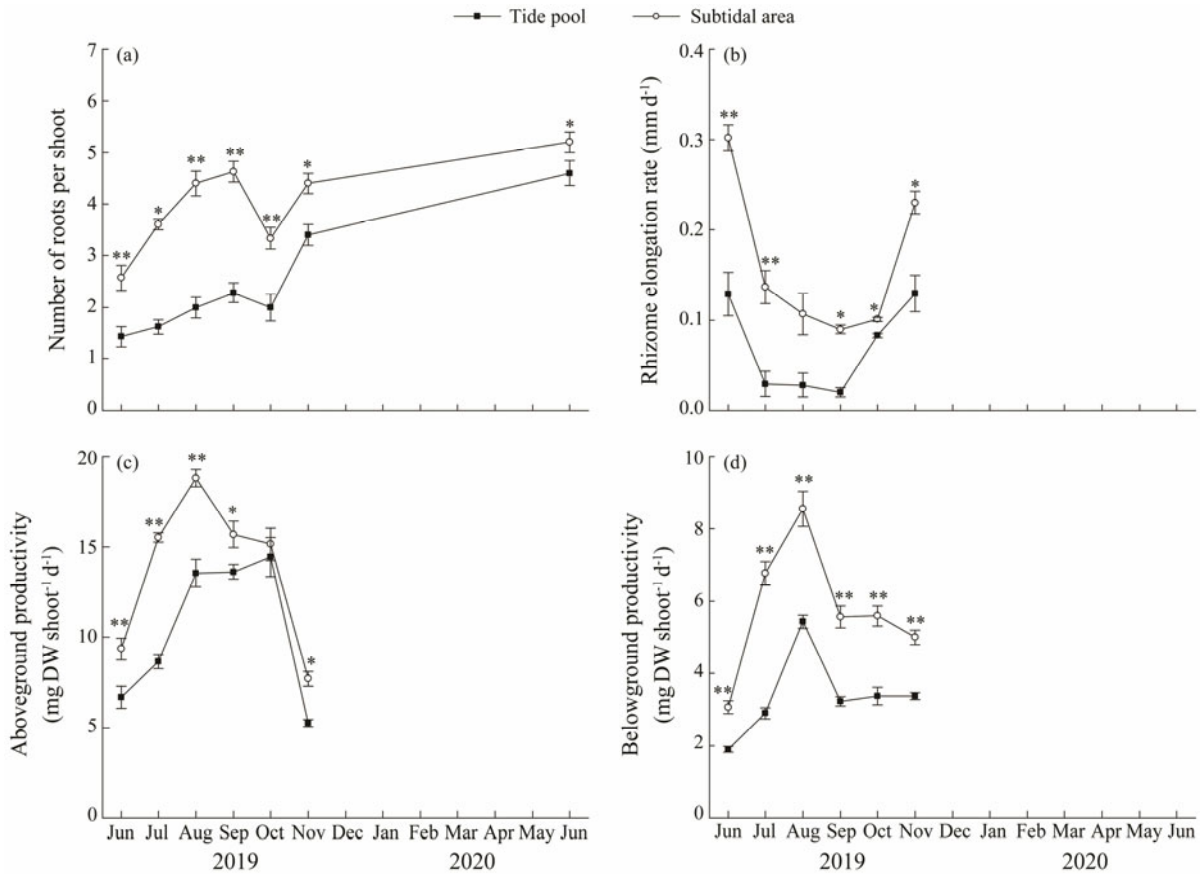 Tide pool Subtidal area
(a)
Number of roots per shoot
7
6
5
4
3
2
1
0
** * ** ** ** * *
(b)
Rhizome elongation rate (mm d⁻¹)
0.4
0.3
0.2
0.1
0.0
** ** * * *
(c)
Aboveground productivity
(mg DW shoot⁻¹ d⁻¹)
20
15
10
5
0
** ** ** * *
Jun Jul Aug Sep Oct Nov Dec Jan Feb Mar Apr May Jun
2019 2020
(d)
Belowground productivity
(mg DW shoot⁻¹ d⁻¹)
10
8
6
4
2
0
** ** ** ** ** **
Jun Jul Aug Sep Oct Nov Dec Jan Feb Mar Apr May Jun
2019 2020